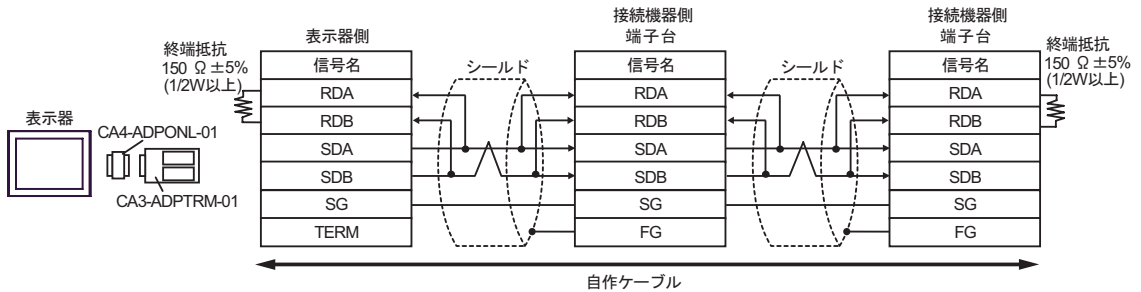 接続機器側
端子台
接続機器側
端子台
表示器側
終端抵抗
150 Ω ±5%
(1/2W以上)
終端抵抗
150 Ω ±5%
(1/2W以上)
信号名
シールド
信号名
シールド
信号名
RDA
RDA
RDA
RDB
RDB
RDB
表示器
CA4-ADPONL-01
CA3-ADPTRM-01
SDA
SDA
SDA
SDB
SDB
SDB
SG
SG
SG
TERM
FG
FG
自作ケーブル